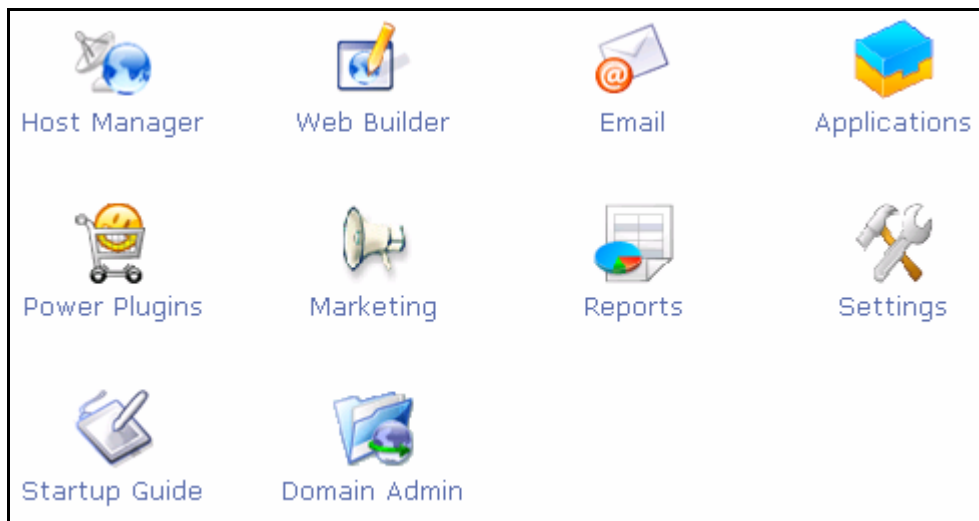 Host Manager Web Builder Email Applications
Power Plugins Marketing Reports Settings
Startup Guide Domain Admin